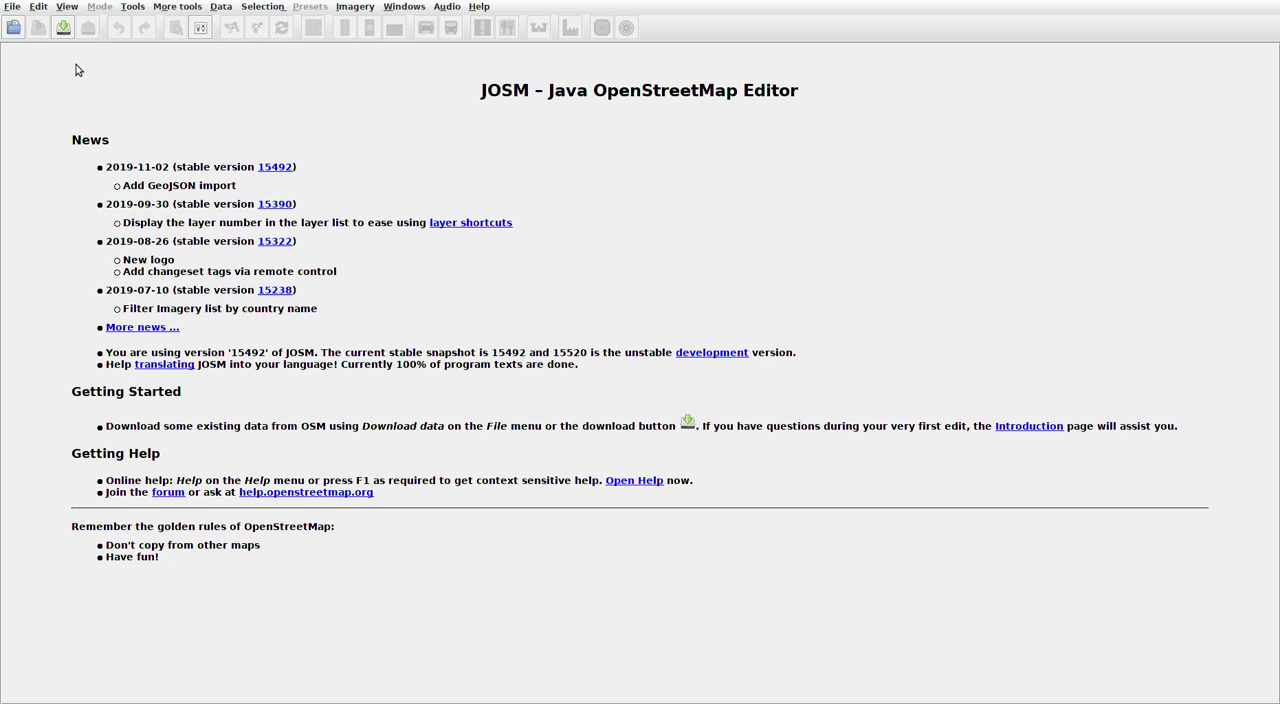 File Edit View Mode Tools More tools Data Selection Presets Imagery Windows Audio Help
JOSM – Java OpenStreetMap Editor
News
2019-11-02 (stable version 15492)
Add GeoJSON import
2019-09-30 (stable version 15390)
Display the layer number in the layer list to ease using layer shortcuts
2019-08-26 (stable version 15322)
New logo
Add changeset tags via remote control
2019-07-10 (stable version 15238)
Filter Imagery list by country name
More news ...
You are using version '15492' of JOSM. The current stable snapshot is 15492 and 15520 is the unstable development version.
Help translating JOSM into your language! Currently 100% of program texts are done.
Getting Started
Download some existing data from OSM using Download data on the File menu or the download button . If you have questions during your very first edit, the Introduction page will assist you.
Getting Help
Online help: Help on the Help menu or press F1 as required to get context sensitive help. Open Help now.
Join the forum or ask at help.openstreetmap.org
Remember the golden rules of OpenStreetMap:
Don't copy from other maps
Have fun!